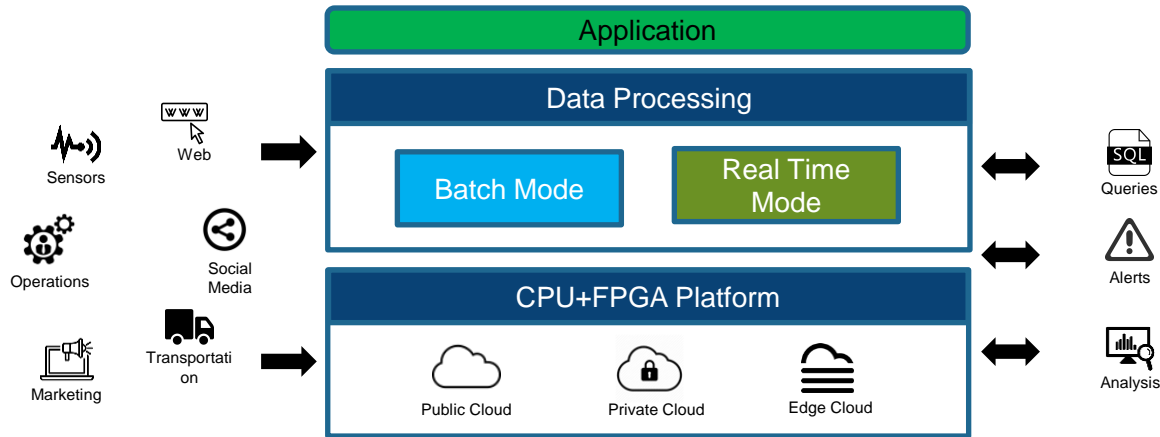 Application
Data Processing
Batch Mode
Real Time
Mode
CPU+FPGA Platform
Public Cloud
Private Cloud
Edge Cloud
WWW
Web
Sensors
Operations
Social
Media
Marketing
Transportati
on
SQL
Queries
Alerts
Analysis